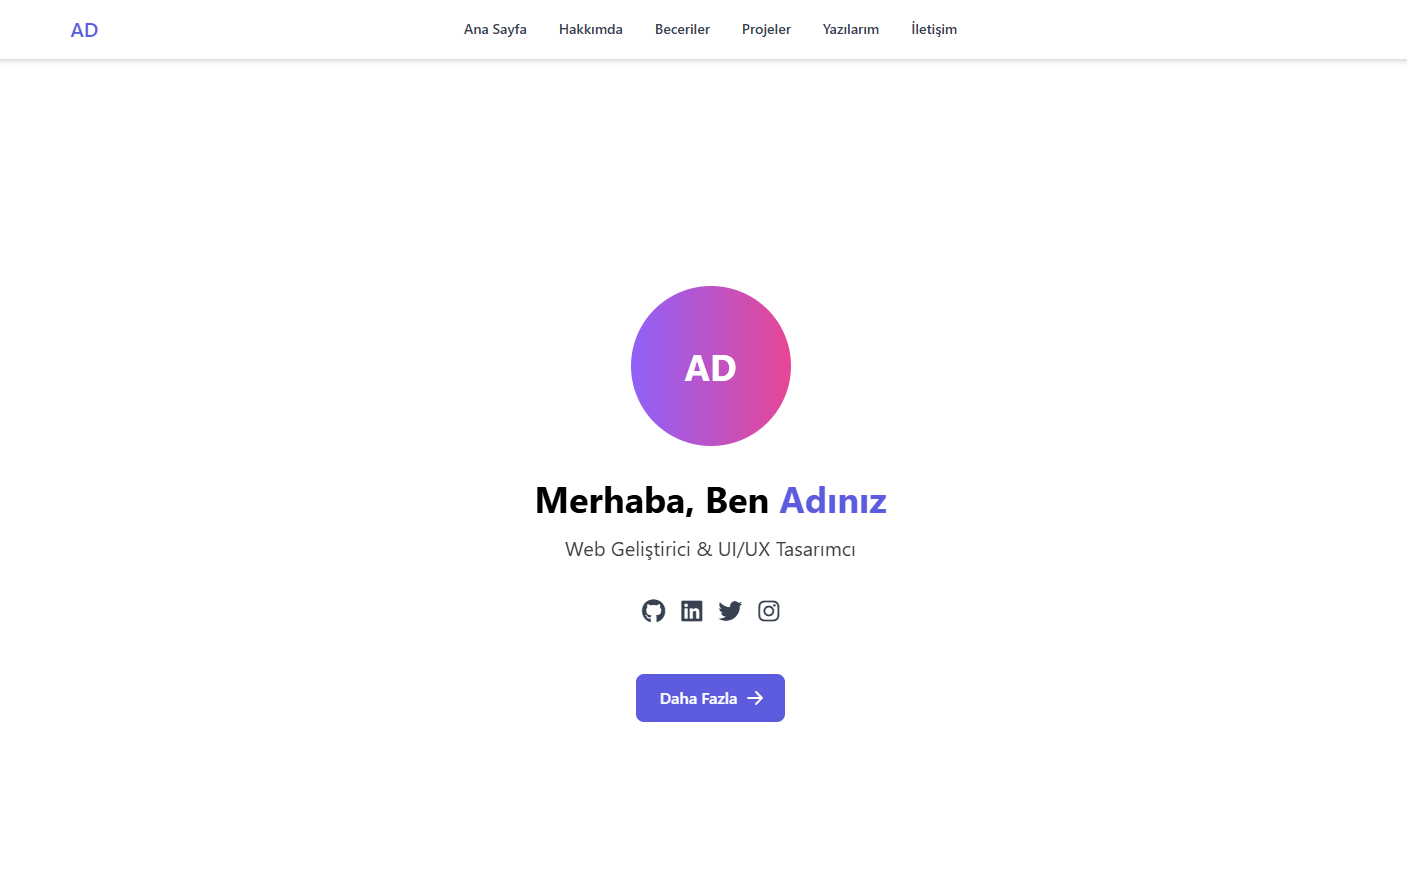 AD
Ana Sayfa Hakkımda Beceriler Projeler Yazılarım İletişim
AD
Merhaba, Ben Adınız
Web Geliştirici & UI/UX Tasarımcı
Daha Fazla